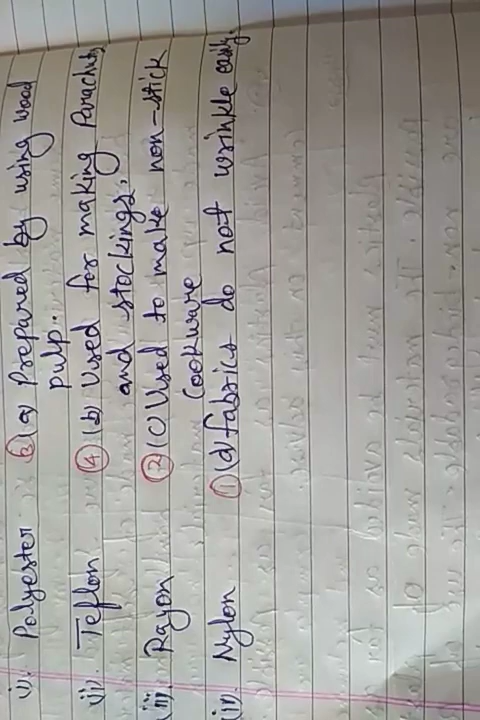 (i). Polyester ③ (a) Prepared by using wood
pulp.
(ii). Teflon ④ (b) Used for making Parachutes
and stockings.
(iii). Rayon ② (c) Used to make non-stick
Cookware
(iv). Nylon ① (d) fabrics do not wrinkle easily.